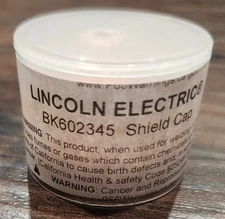 www.P65Warnings.ca.gov
LINCOLN ELECTRIC®
BK602345 Shield Cap
WARNING: This product, when used for welding
fumes or gases which contain chemicals
of California to cause birth defects and,
(California Health & safety Code §
WARNING: Cancer and Repro